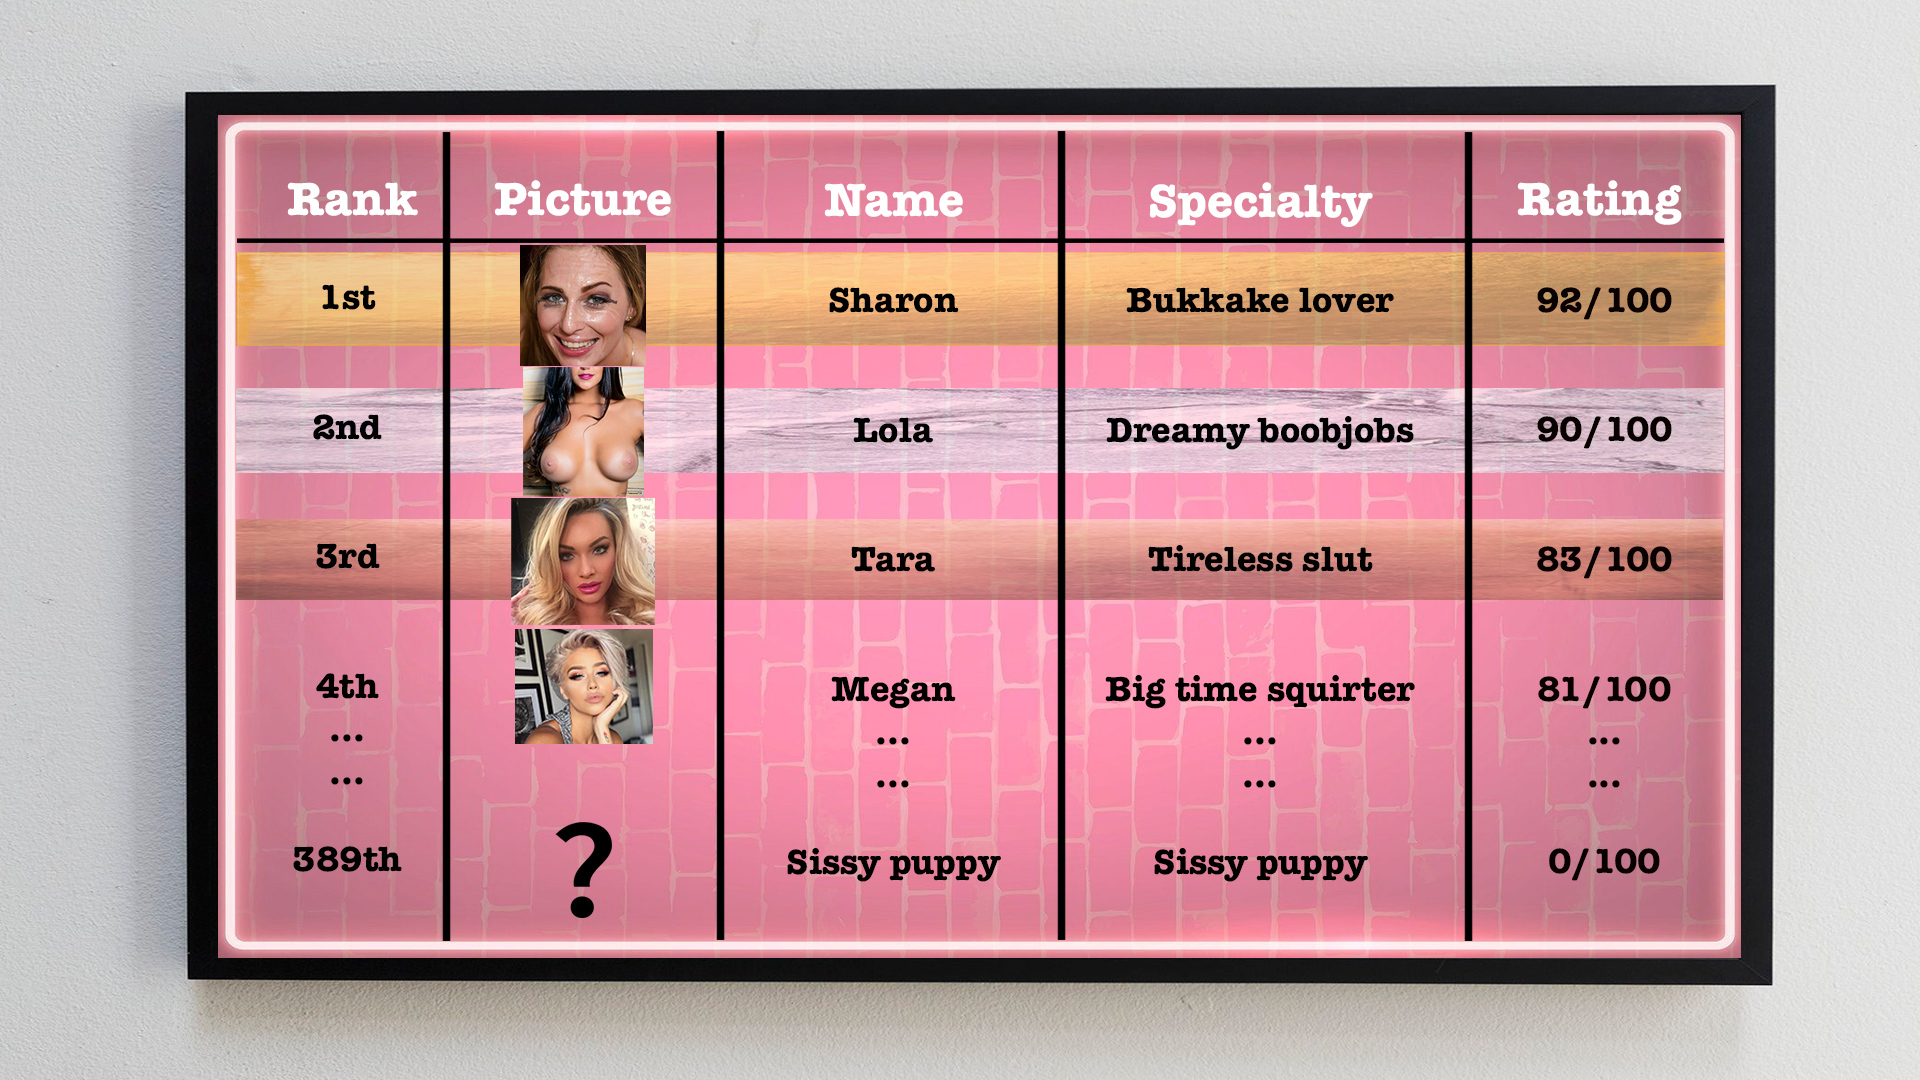 Rank Picture Name Specialty Rating
1st Sharon Bukkake lover 92/100
2nd Lola Dreamy boobjobs 90/100
3rd Tara Tireless slut 83/100
4th Megan Big time squirter 81/100
... ... ... ...
... ... ... ...
389th ? Sissy puppy Sissy puppy 0/100